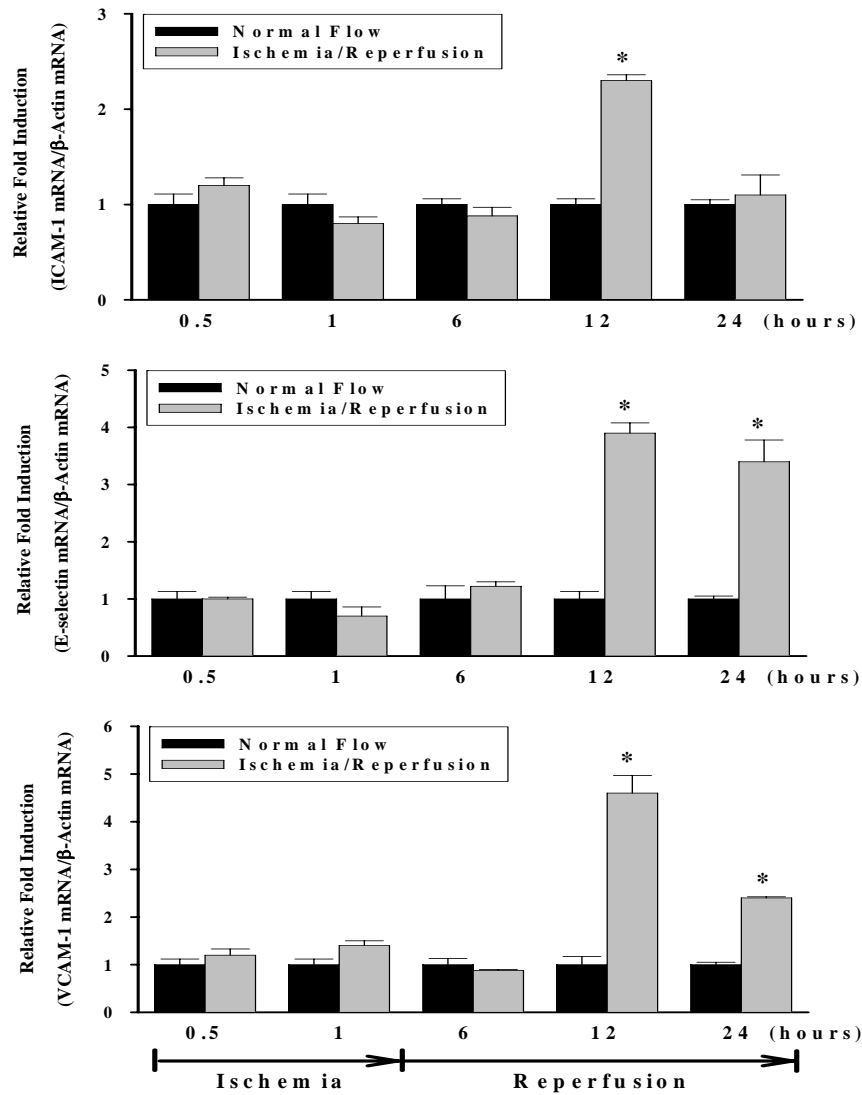 Relative Fold Induction
(ICAM-1 mRNA/β-Actin mRNA)
3
2
1
0
Normal Flow
Ischemia/Reperfusion
*
0.5 1 6 12 24 (hours)
Relative Fold Induction
(E-selectin mRNA/β-Actin mRNA)
5
4
3
2
1
0
Normal Flow
Ischemia/Reperfusion
*
*
0.5 1 6 12 24 (hours)
Relative Fold Induction
(VCAM-1 mRNA/β-Actin mRNA)
6
5
4
3
2
1
0
Normal Flow
Ischemia/Reperfusion
*
*
0.5 1 6 12 24 (hours)
Ischemia Reperfusion